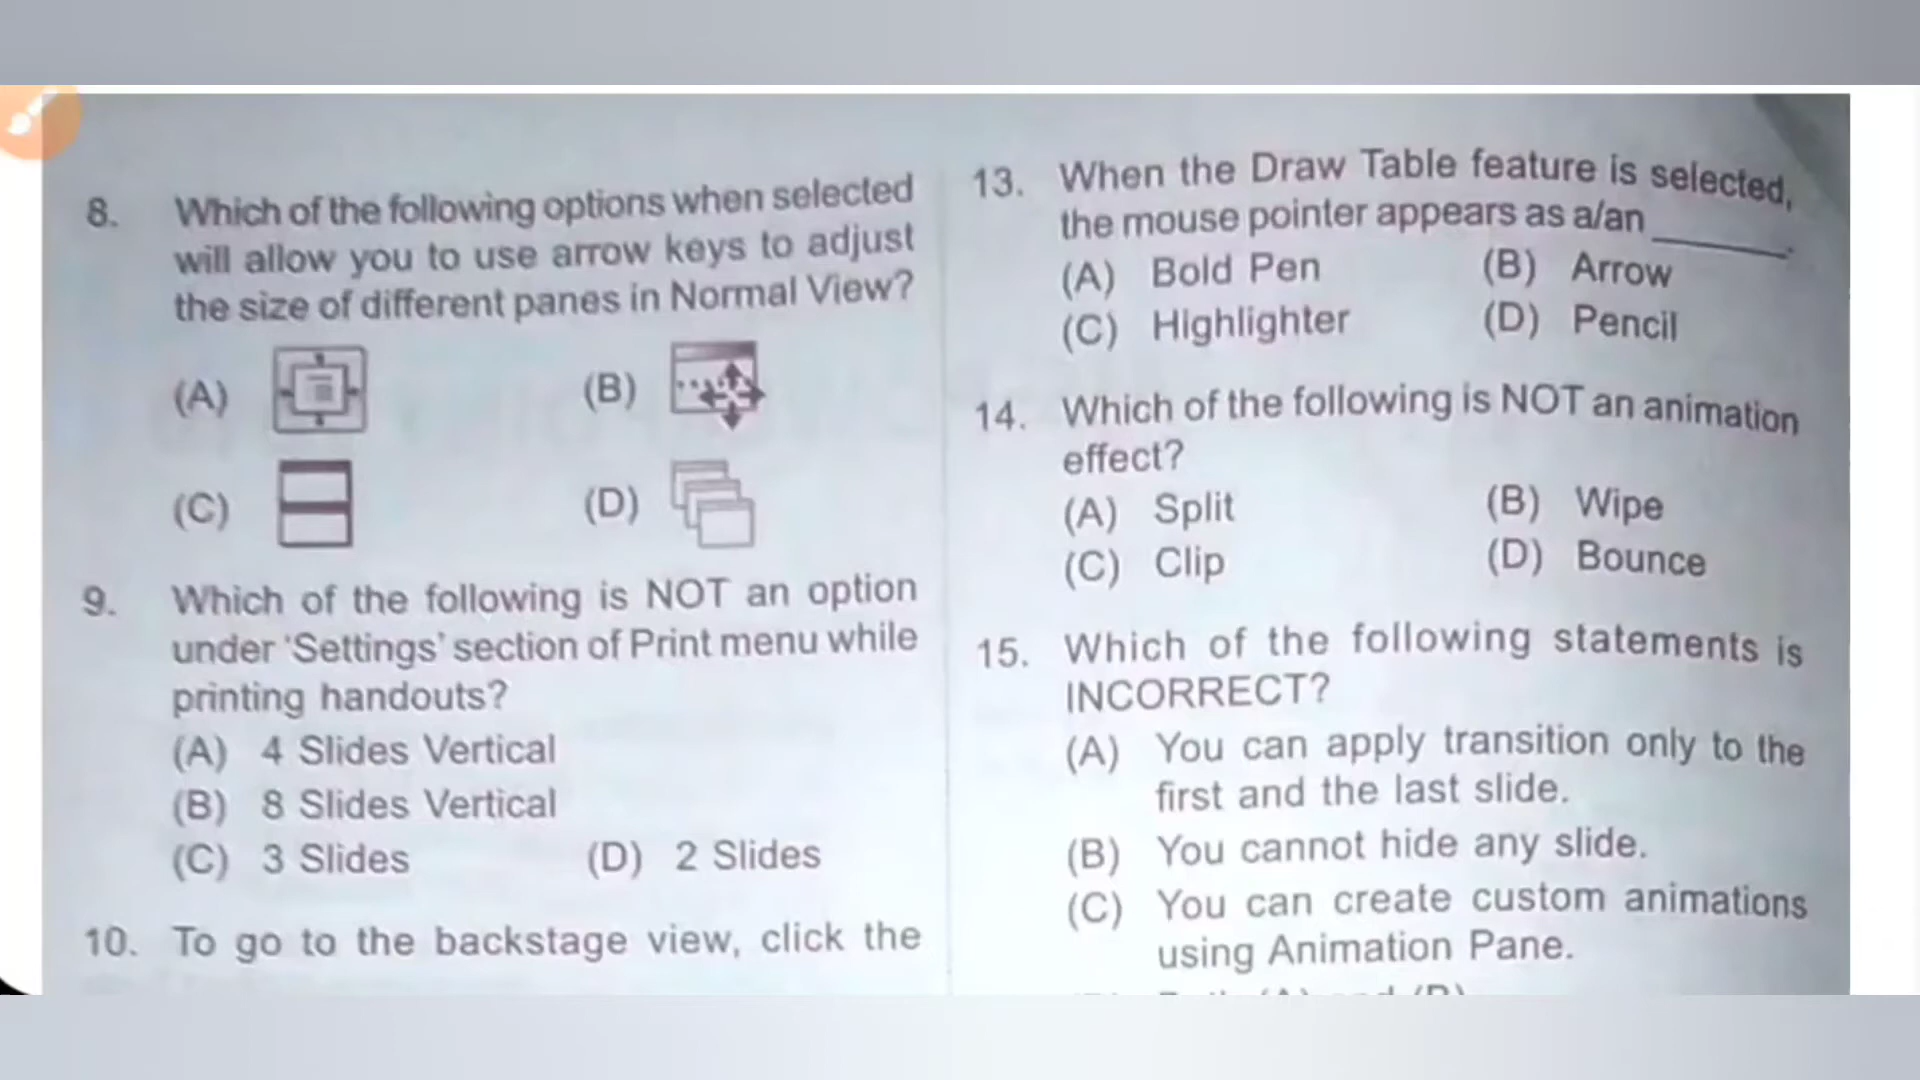 8. Which of the following options when selected
will allow you to use arrow keys to adjust
the size of different panes in Normal View?
(A) (B)
(C) (D)
9. Which of the following is NOT an option
under 'Settings' section of Print menu while
printing handouts?
(A) 4 Slides Vertical
(B) 8 Slides Vertical
(C) 3 Slides (D) 2 Slides
10. To go to the backstage view, click the
13. When the Draw Table feature is selected,
the mouse pointer appears as a/an ______.
(A) Bold Pen (B) Arrow
(C) Highlighter (D) Pencil
14. Which of the following is NOT an animation
effect?
(A) Split (B) Wipe
(C) Clip (D) Bounce
15. Which of the following statements is
INCORRECT?
(A) You can apply transition only to the
first and the last slide.
(B) You cannot hide any slide.
(C) You can create custom animations
using Animation Pane.